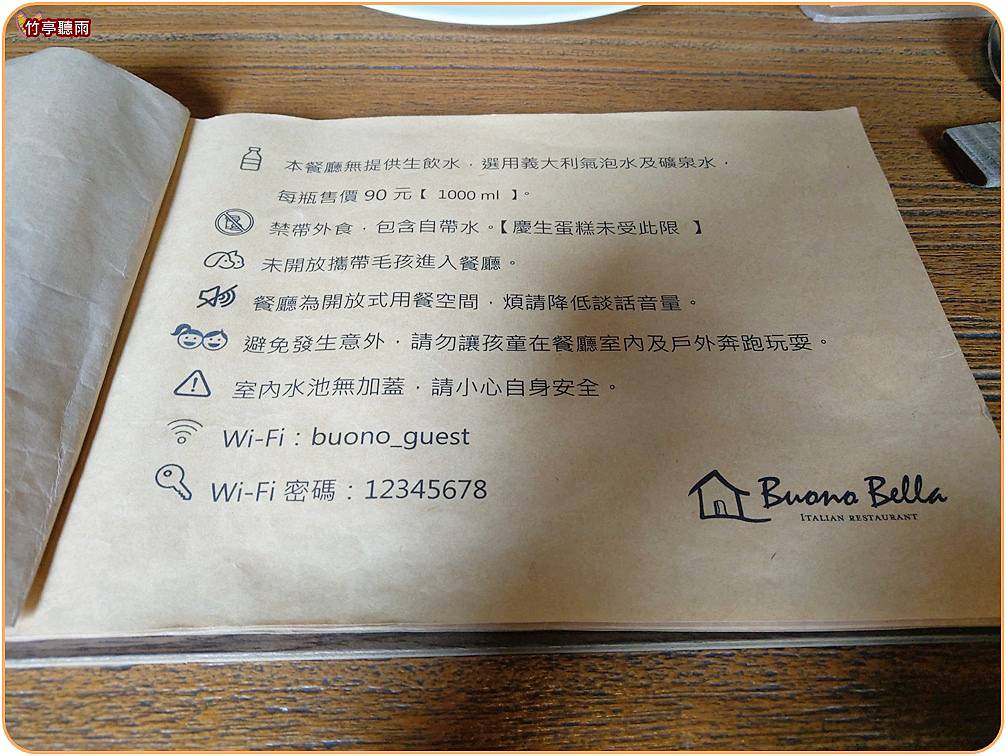 竹亭聽雨
本餐廳無提供生飲水，選用義大利氣泡水及礦泉水，
每瓶售價 90 元【 1000 ml 】。
禁帶外食，包含自帶水。【 慶生蛋糕未受此限 】
未開放攜帶毛孩進入餐廳。
餐廳為開放式用餐空間，煩請降低談話音量。
避免發生意外，請勿讓孩童在餐廳室內及戶外奔跑玩耍。
室內水池無加蓋，請小心自身安全。
Wi-Fi：buono_guest
Wi-Fi 密碼：12345678
Buono Bella
ITALIAN RESTAURANT